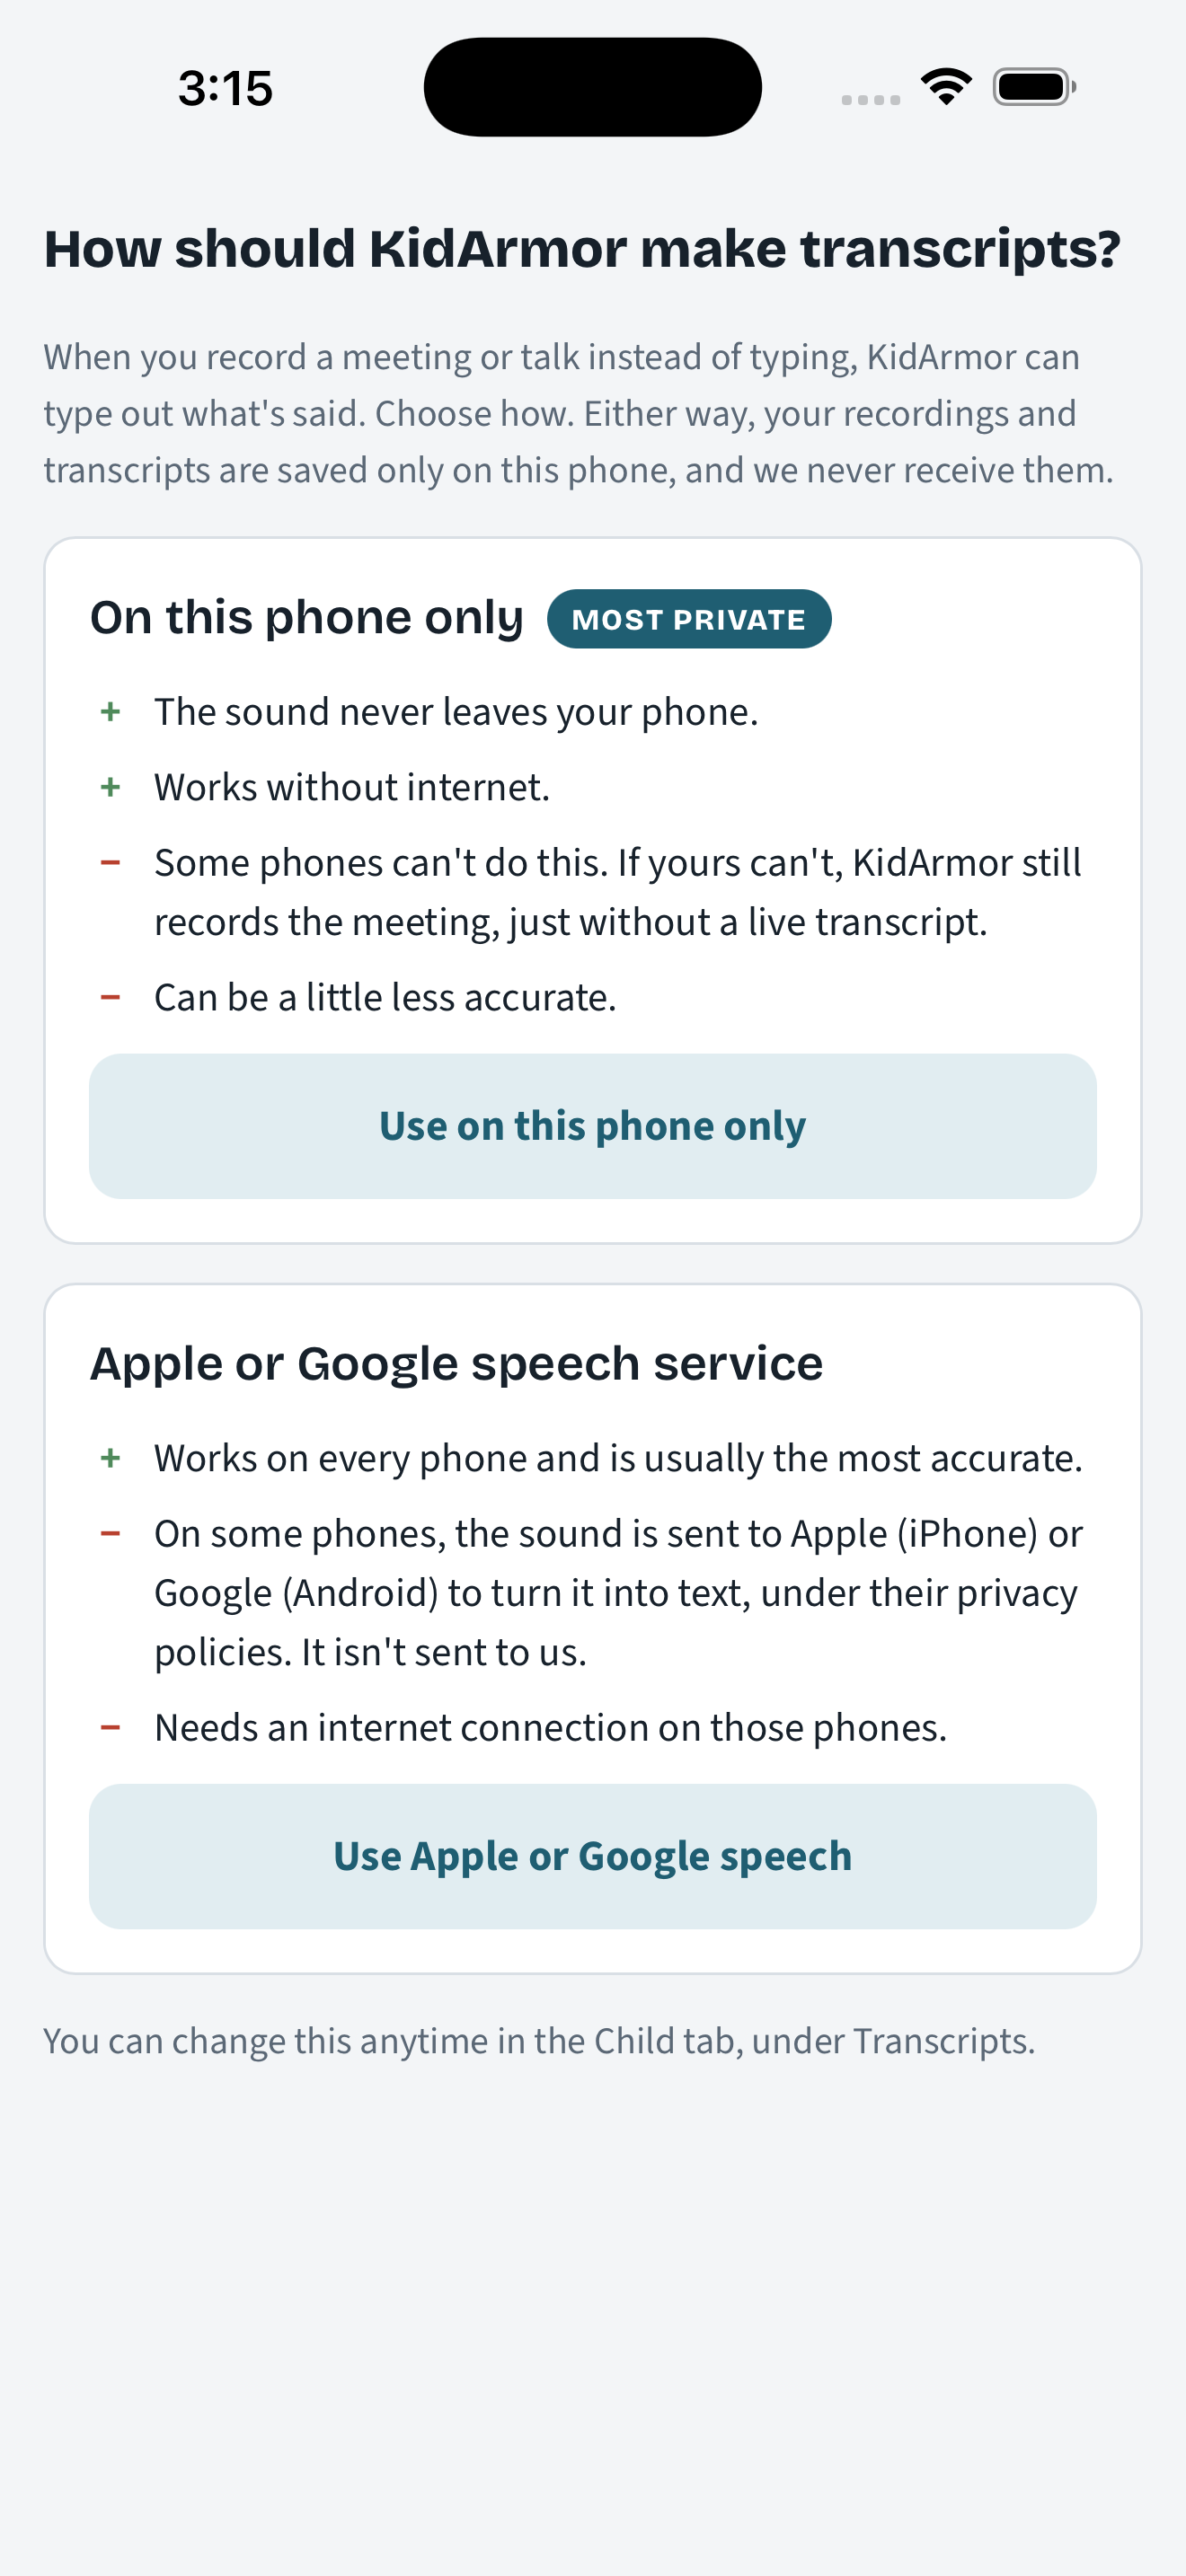 3:15
How should KidArmor make transcripts?
When you record a meeting or talk instead of typing, KidArmor can
type out what's said. Choose how. Either way, your recordings and
transcripts are saved only on this phone, and we never receive them.
On this phone only MOST PRIVATE
+ The sound never leaves your phone.
+ Works without internet.
− Some phones can't do this. If yours can't, KidArmor still
records the meeting, just without a live transcript.
− Can be a little less accurate.
Use on this phone only
Apple or Google speech service
+ Works on every phone and is usually the most accurate.
− On some phones, the sound is sent to Apple (iPhone) or
Google (Android) to turn it into text, under their privacy
policies. It isn't sent to us.
− Needs an internet connection on those phones.
Use Apple or Google speech
You can change this anytime in the Child tab, under Transcripts.